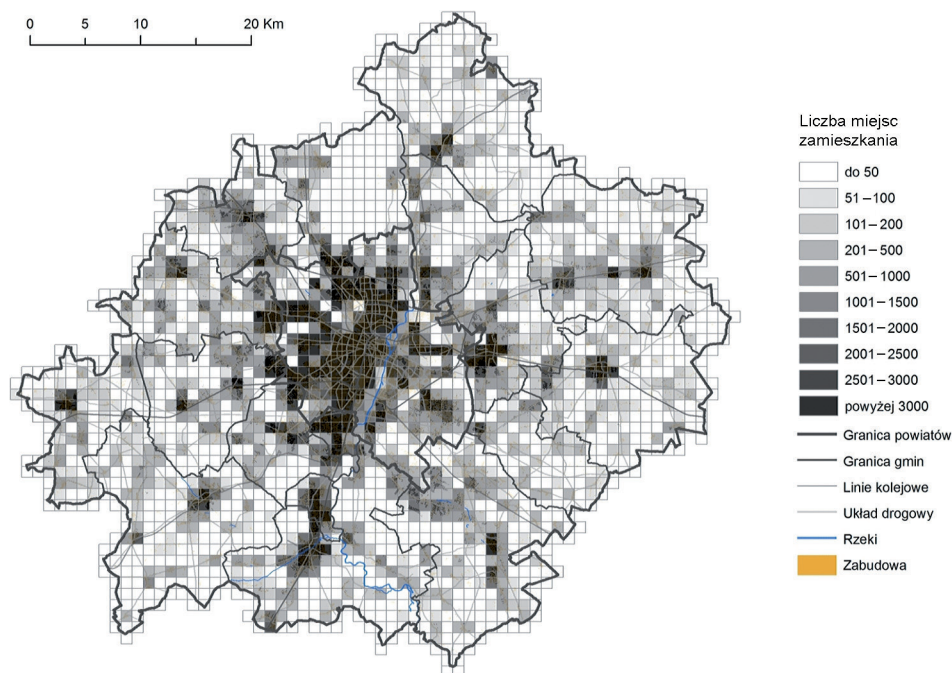 0 5 10 20 Km
Liczba miejsc
zamieszkania
do 50
51–100
101–200
201–500
501–1000
1001–1500
1501–2000
2001–2500
2501–3000
powyżej 3000
Granica powiatów
Granica gmin
Linie kolejowe
Układ drogowy
Rzeki
Zabudowa